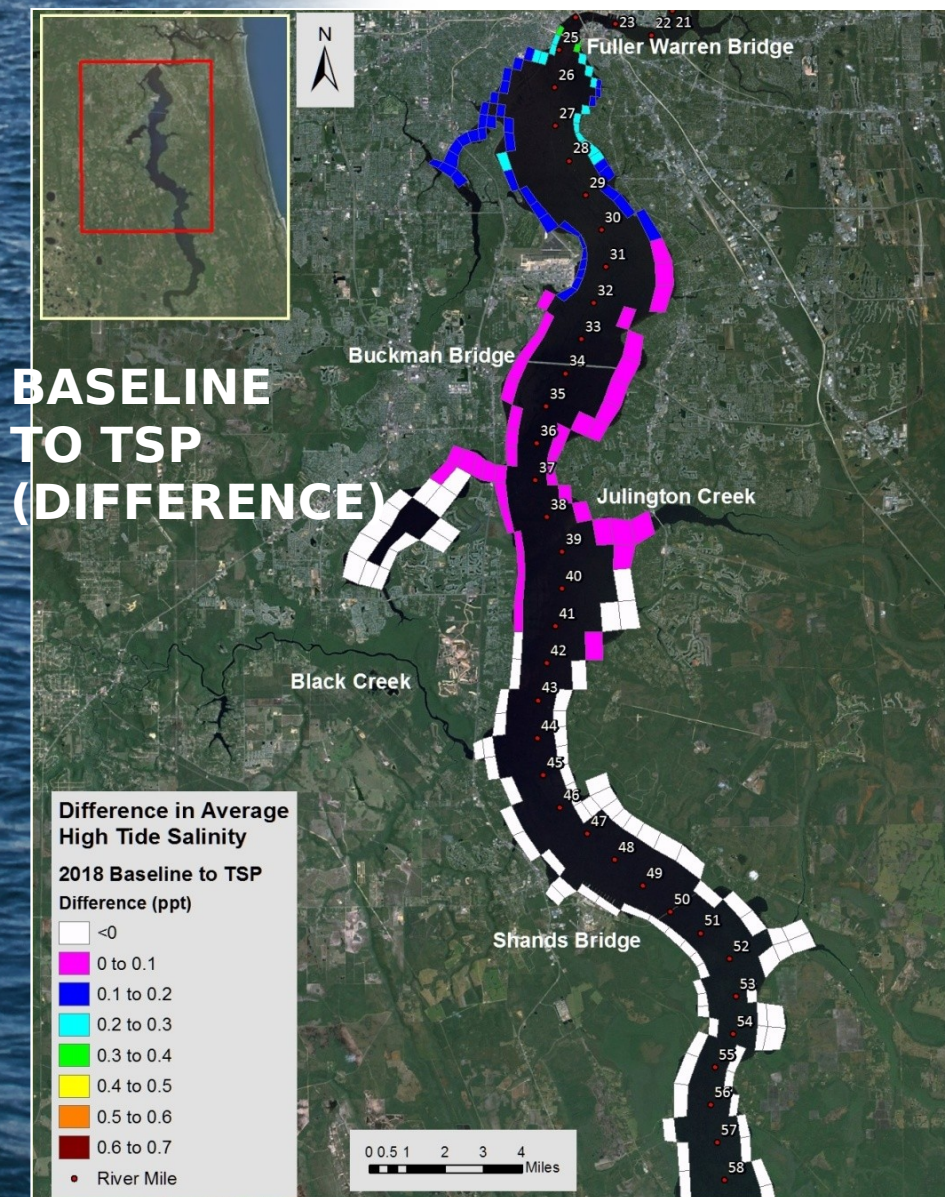 N
23 22 21
25
Fuller Warren Bridge
26
27
28
29
30
31
32
33
Buckman Bridge
34
35
BASELINE
TO TSP
(DIFFERENCE)
36
37
Julington Creek
38
39
40
41
42
Black Creek
43
44
45
46
47
48
49
50
51
Shands Bridge
52
53
54
55
56
57
58
Difference in Average
High Tide Salinity
2018 Baseline to TSP
Difference (ppt)
<0
0 to 0.1
0.1 to 0.2
0.2 to 0.3
0.3 to 0.4
0.4 to 0.5
0.5 to 0.6
0.6 to 0.7
River Mile
0 0.5 1 2 3 4
Miles